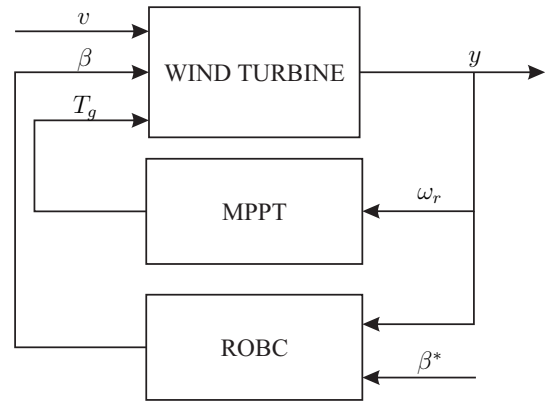 v
β
WIND TURBINE
y
T_g
MPPT
ω_r
ROBC
β*